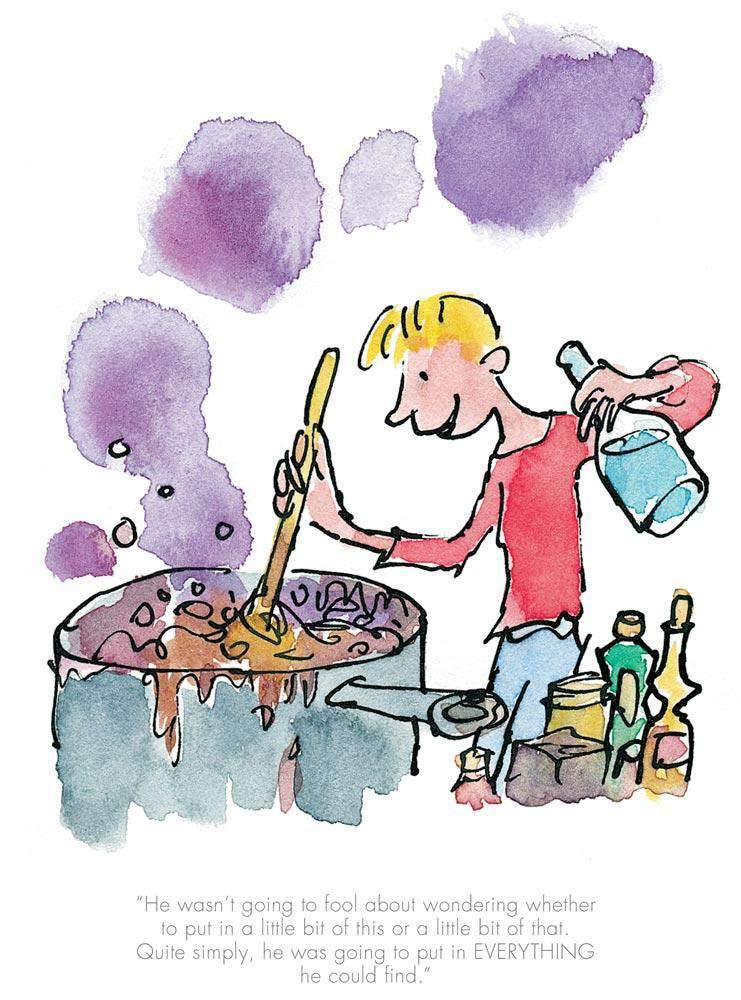 “He wasn’t going to fool about wondering whether
to put in a little bit of this or a little bit of that.
Quite simply, he was going to put in EVERYTHING
he could find.”